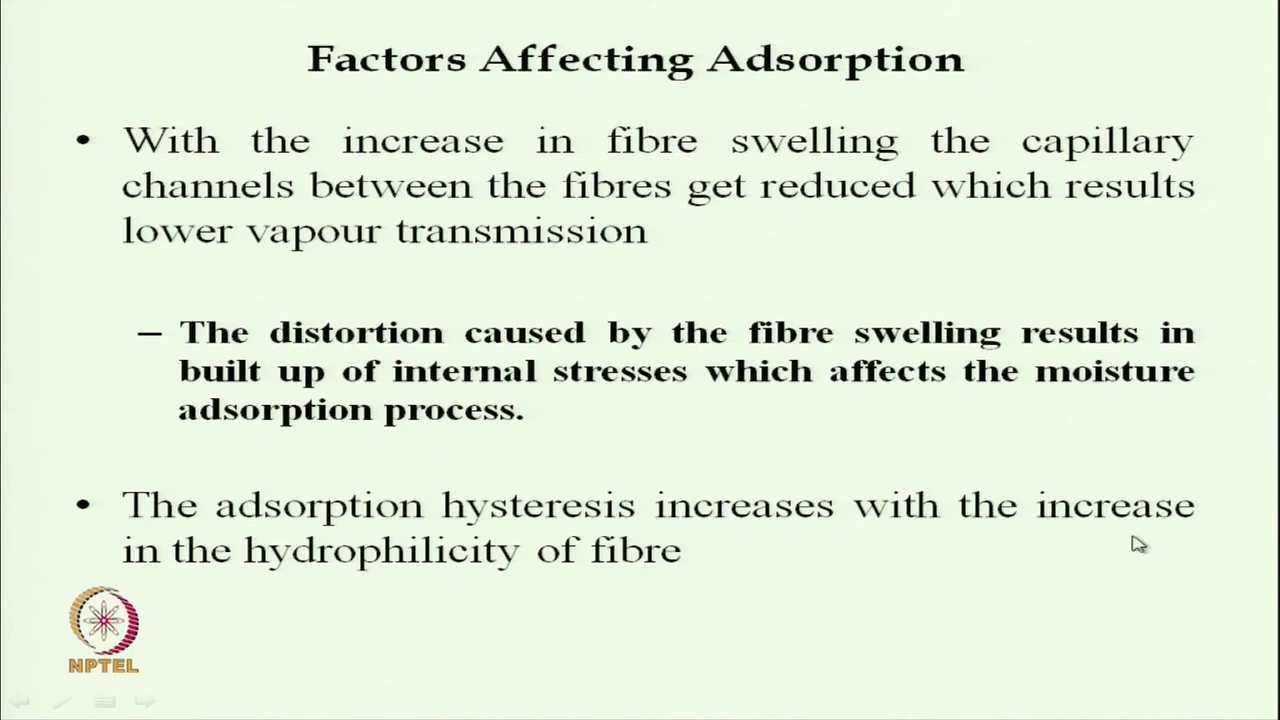 Factors Affecting Adsorption
• With the increase in fibre swelling the capillary
channels between the fibres get reduced which results
lower vapour transmission
– The distortion caused by the fibre swelling results in
built up of internal stresses which affects the moisture
adsorption process.
• The adsorption hysteresis increases with the increase
in the hydrophilicity of fibre
NPTEL